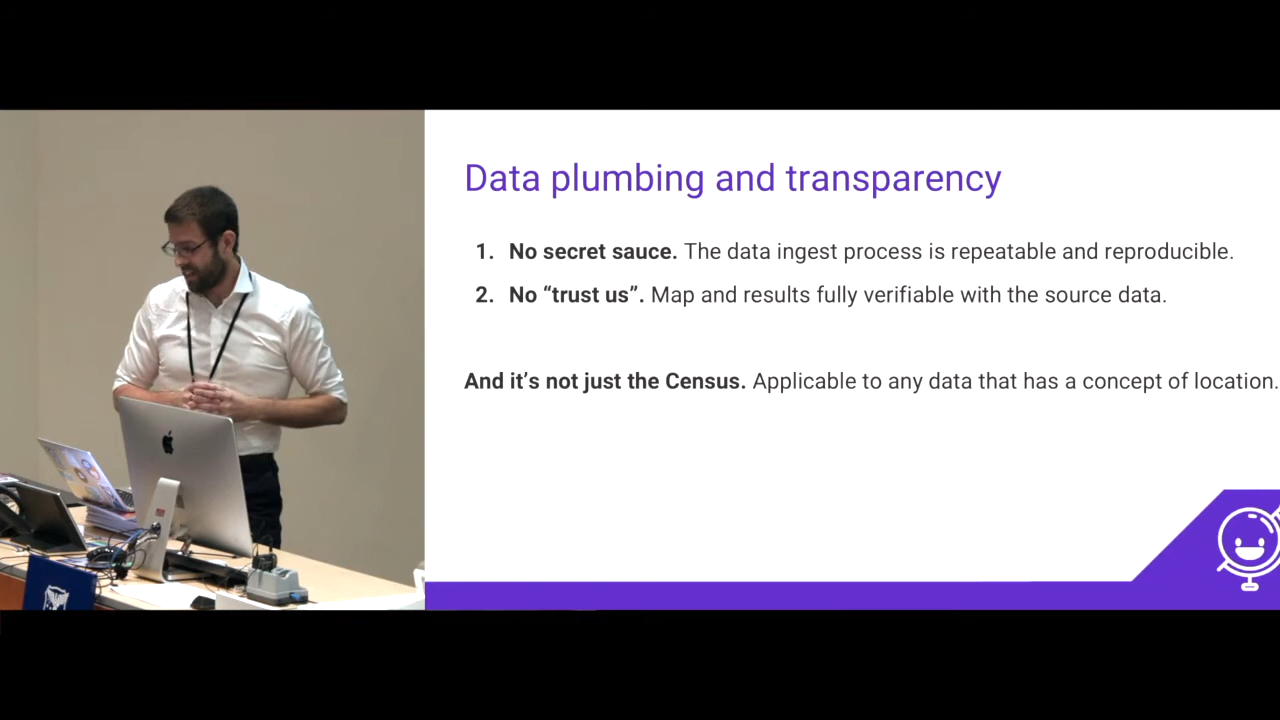 Data plumbing and transparency
1. No secret sauce. The data ingest process is repeatable and reproducible.
2. No “trust us”. Map and results fully verifiable with the source data.
And it’s not just the Census. Applicable to any data that has a concept of location.